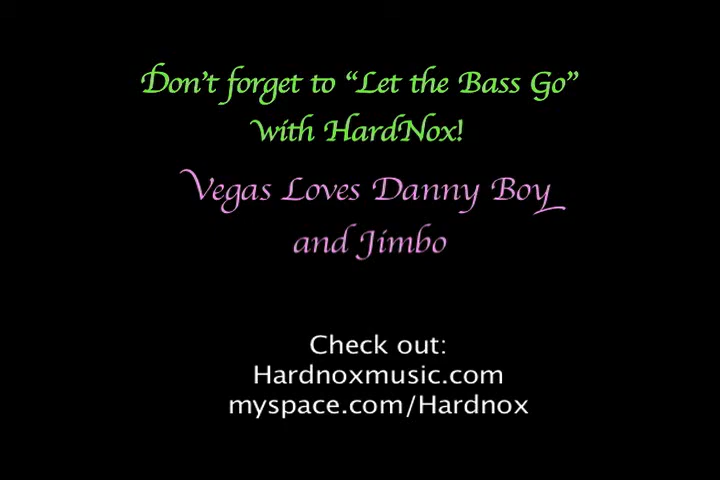 Don't forget to “Let the Bass Go”
with HardNox!
Vegas Loves Danny Boy
and Jimbo
Check out:
Hardnoxmusic.com
myspace.com/Hardnox